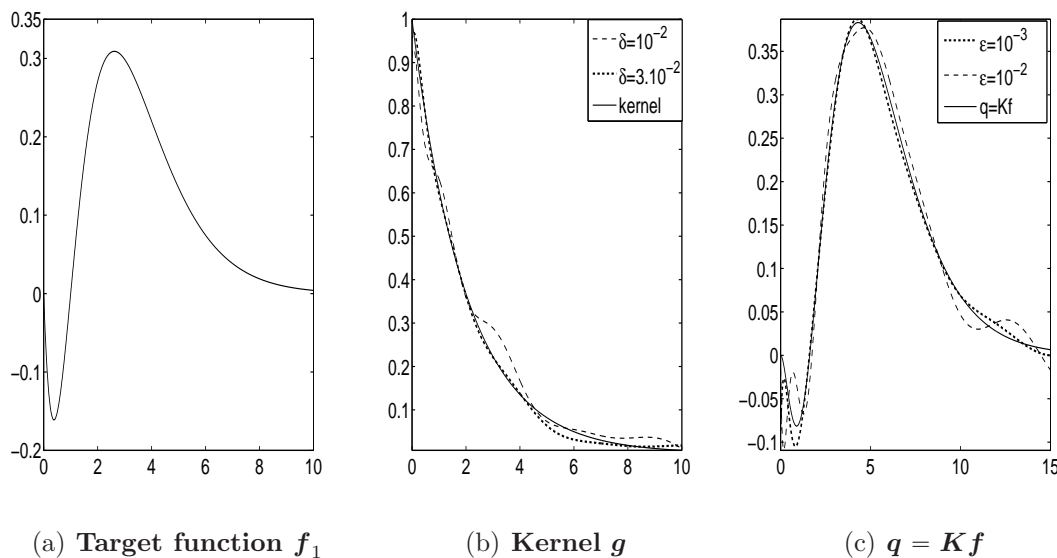 0.35
0.3
0.2
0.1
0
−0.1
−0.2
0 2 4 6 8 10
1
0.9
0.8
0.7
0.6
0.5
0.4
0.3
0.2
0.1
0 2 4 6 8 10
δ=10-2
δ=3.10-2
kernel
0.35
0.3
0.25
0.2
0.15
0.1
0.05
0
−0.05
−0.1
0 5 10 15
ε=10-3
ε=10-2
q=Kf
(a) Target function f1
(b) Kernel g
(c) q = Kf